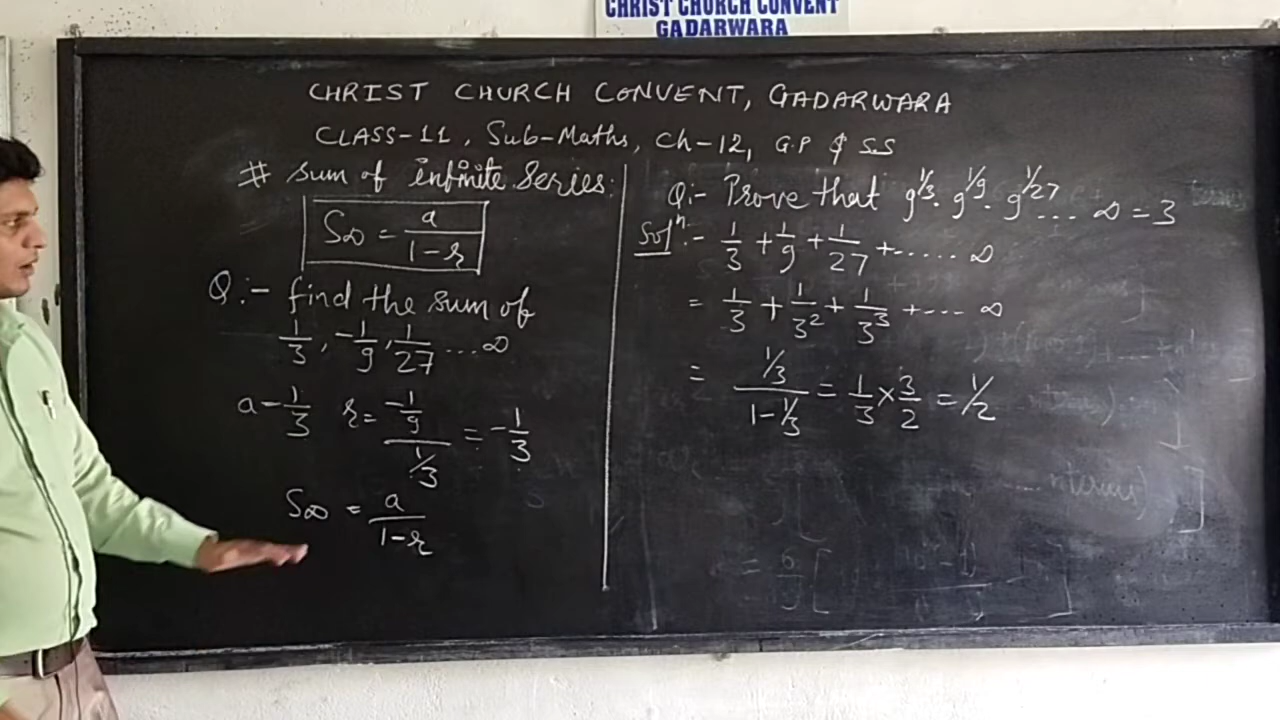 CHRIST CHURCH CONVENT
GADARWARA
CHRIST CHURCH CONVENT, GADARWARA
CLASS-11, Sub-Maths, Ch-12, G.P & S.S
# Sum of infinite Series:
S∞ = a/(1-r)
Q:- find the sum of
1/3, -1/9, 1/27 ...∞
a-1/3 r = (-1/9)/(1/3) = -1/3
S∞ = a/(1-r)
Q:- Prove that 9^1/3. 9^1/9. 9^1/27.... ∞ = 3
Solⁿ:- 1/3 + 1/9 + 1/27 +..... ∞
= 1/3 + 1/3² + 1/3³ +.... ∞
= (1/3)/(1-1/3) = 1/3 × 3/2 = 1/2